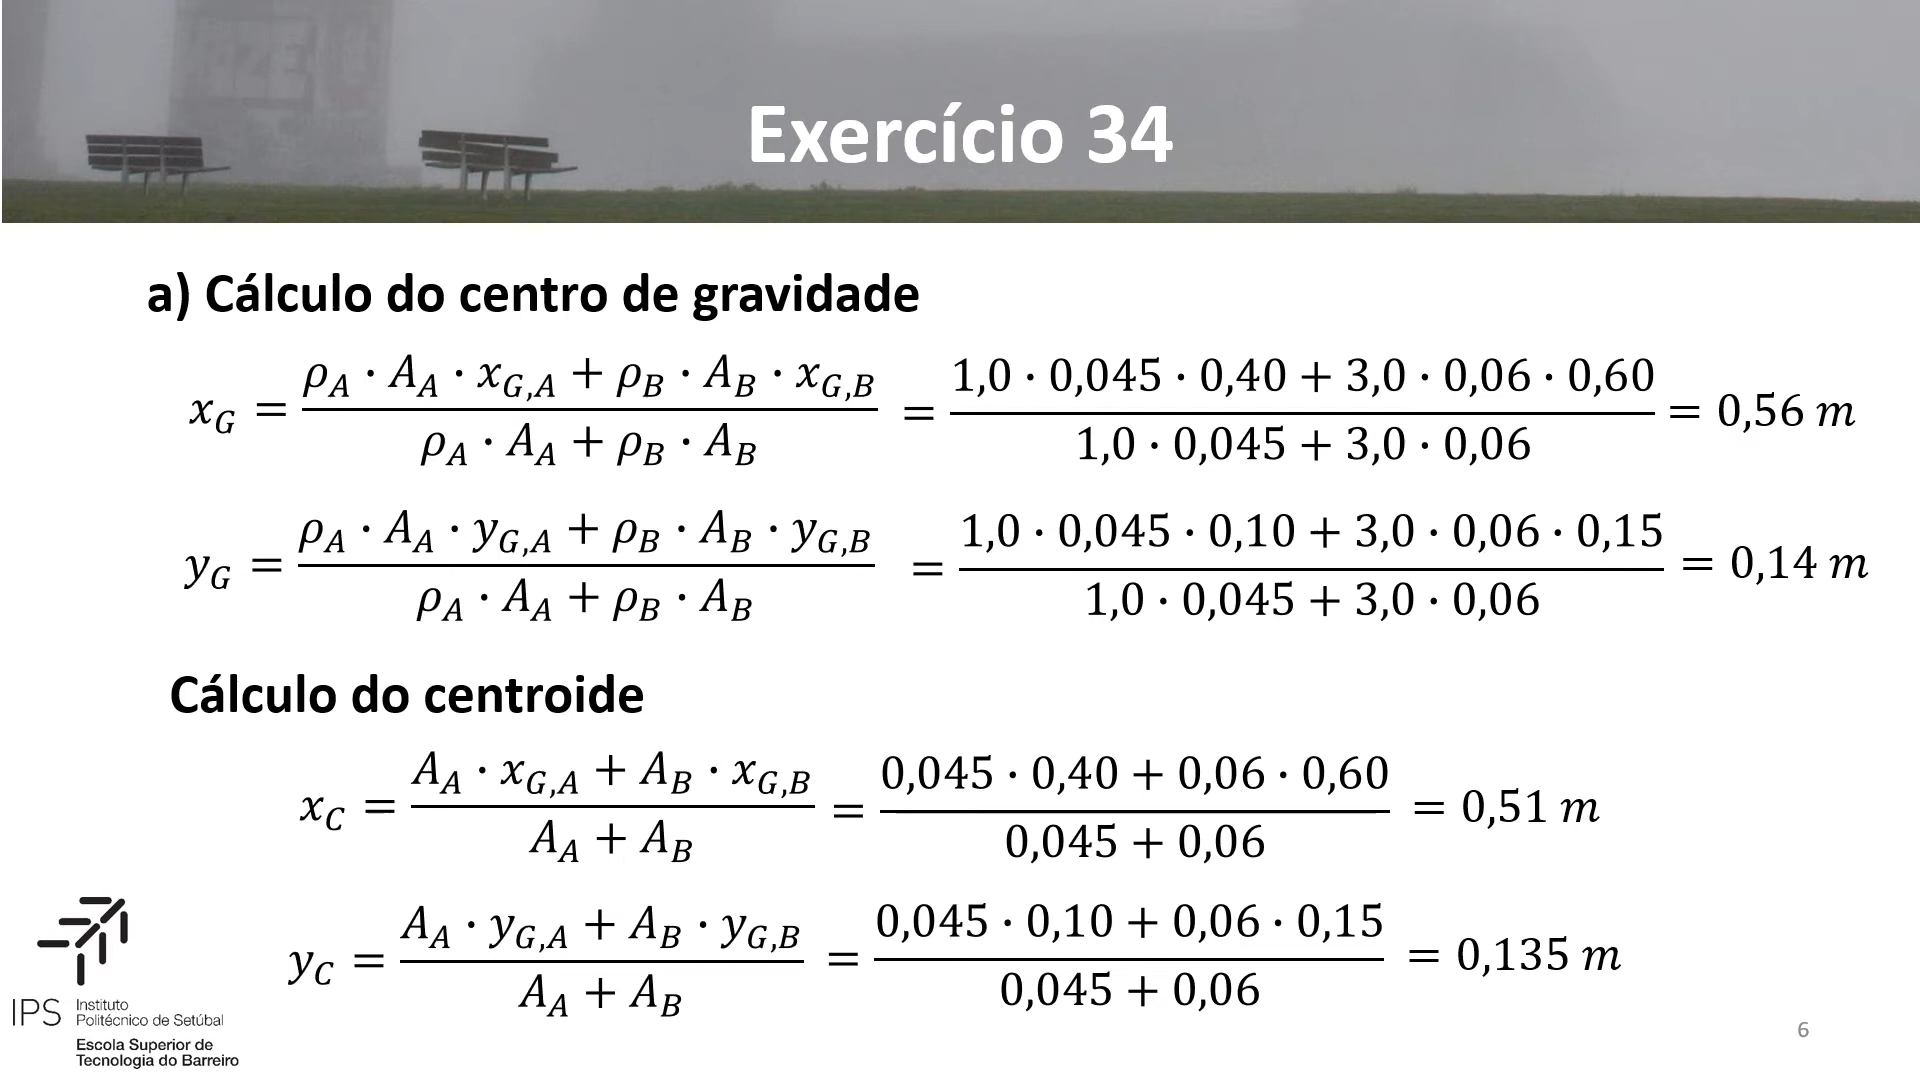 Exercício 34
a) Cálculo do centro de gravidade
x_G = (ρ_A · A_A · x_{G,A} + ρ_B · A_B · x_{G,B}) / (ρ_A · A_A + ρ_B · A_B) = (1,0 · 0,045 · 0,40 + 3,0 · 0,06 · 0,60) / (1,0 · 0,045 + 3,0 · 0,06) = 0,56 m
y_G = (ρ_A · A_A · y_{G,A} + ρ_B · A_B · y_{G,B}) / (ρ_A · A_A + ρ_B · A_B) = (1,0 · 0,045 · 0,10 + 3,0 · 0,06 · 0,15) / (1,0 · 0,045 + 3,0 · 0,06) = 0,14 m
Cálculo do centroide
x_C = (A_A · x_{G,A} + A_B · x_{G,B}) / (A_A + A_B) = (0,045 · 0,40 + 0,06 · 0,60) / (0,045 + 0,06) = 0,51 m
y_C = (A_A · y_{G,A} + A_B · y_{G,B}) / (A_A + A_B) = (0,045 · 0,10 + 0,06 · 0,15) / (0,045 + 0,06) = 0,135 m
IPS Instituto
Politécnico de Setúbal
Escola Superior de
Tecnologia do Barreiro
6